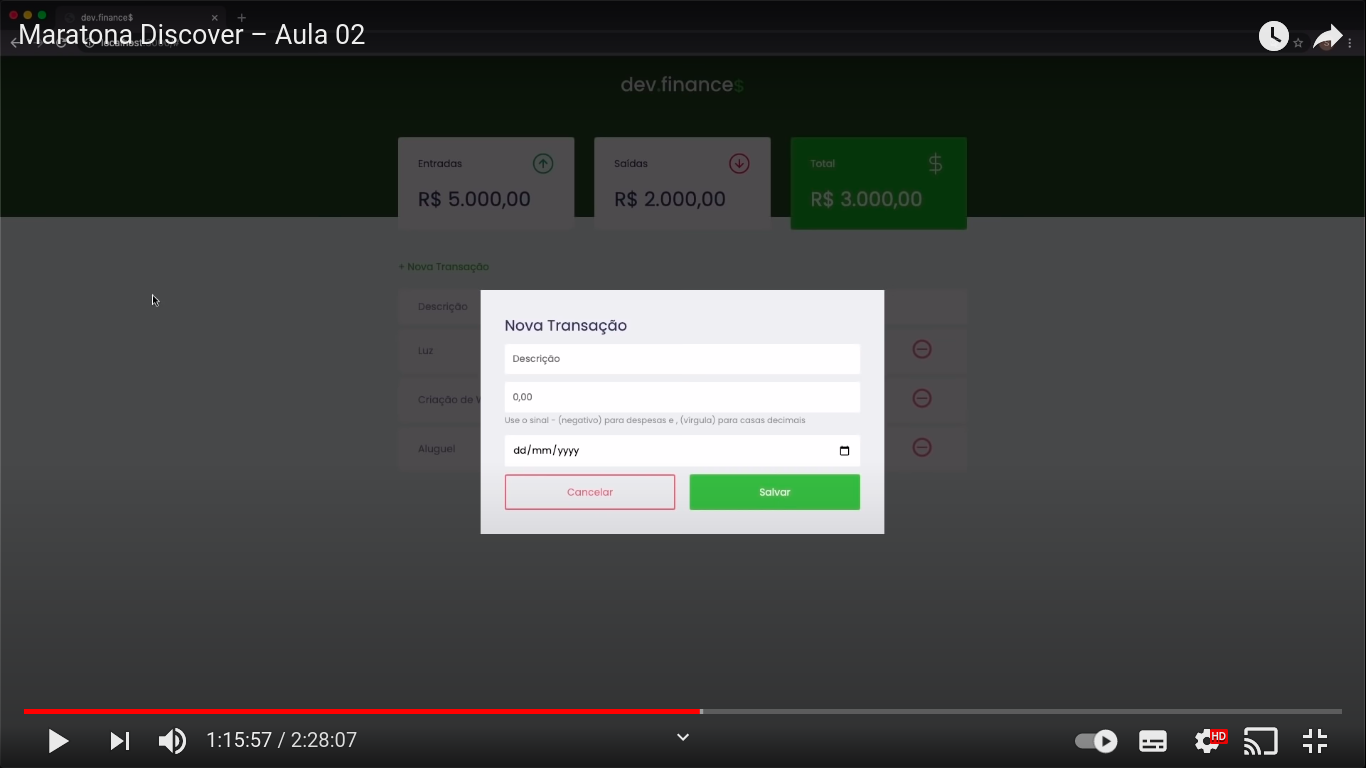 dev.finance$
Maratona Discover – Aula 02
localhost
dev.finance$
Entradas
R$ 5.000,00
Saídas
R$ 2.000,00
Total
$
R$ 3.000,00
+ Nova Transação
Descrição
Luz
Criação de
Aluguel
Nova Transação
Descrição
0,00
Use o sinal - (negativo) para despesas e , (vírgula) para casas decimais
dd/mm/yyyy
Cancelar
Salvar
1:15:57 / 2:28:07
HD